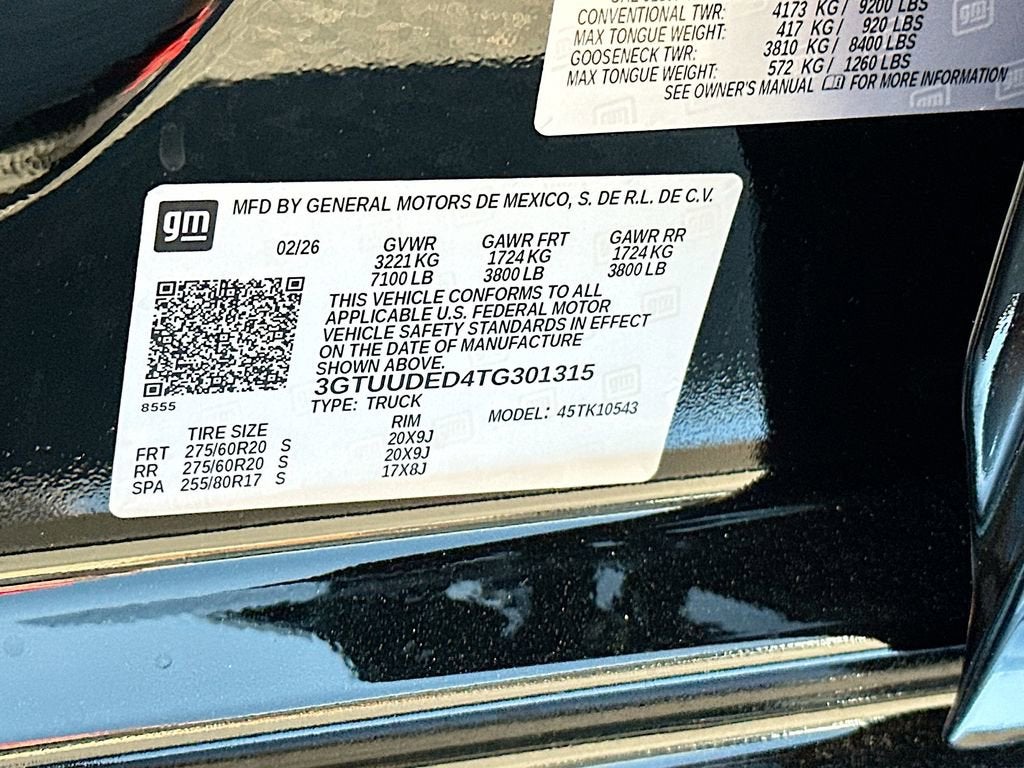 CONVENTIONAL TWR: 4173 KG/ 9200 LBS
MAX TONGUE WEIGHT: 417 KG/ 920 LBS
GOOSENECK TWR: 3810 KG/ 8400 LBS
MAX TONGUE WEIGHT: 572 KG/ 1260 LBS
SEE OWNER'S MANUAL FOR MORE INFORMATION
gm
MFD BY GENERAL MOTORS DE MEXICO, S. DE R.L. DE C.V.
02/26 GVWR GAWR FRT GAWR RR
3221 KG 1724 KG 1724 KG
7100 LB 3800 LB 3800 LB
THIS VEHICLE CONFORMS TO ALL
APPLICABLE U.S. FEDERAL MOTOR
VEHICLE SAFETY STANDARDS IN EFFECT
ON THE DATE OF MANUFACTURE
SHOWN ABOVE.
3GTUUDED4TG301315
8555
TYPE: TRUCK MODEL: 45TK10543
TIRE SIZE RIM
FRT 275/60R20 S 20X9J
RR 275/60R20 S 20X9J
SPA 255/80R17 S 17X8J